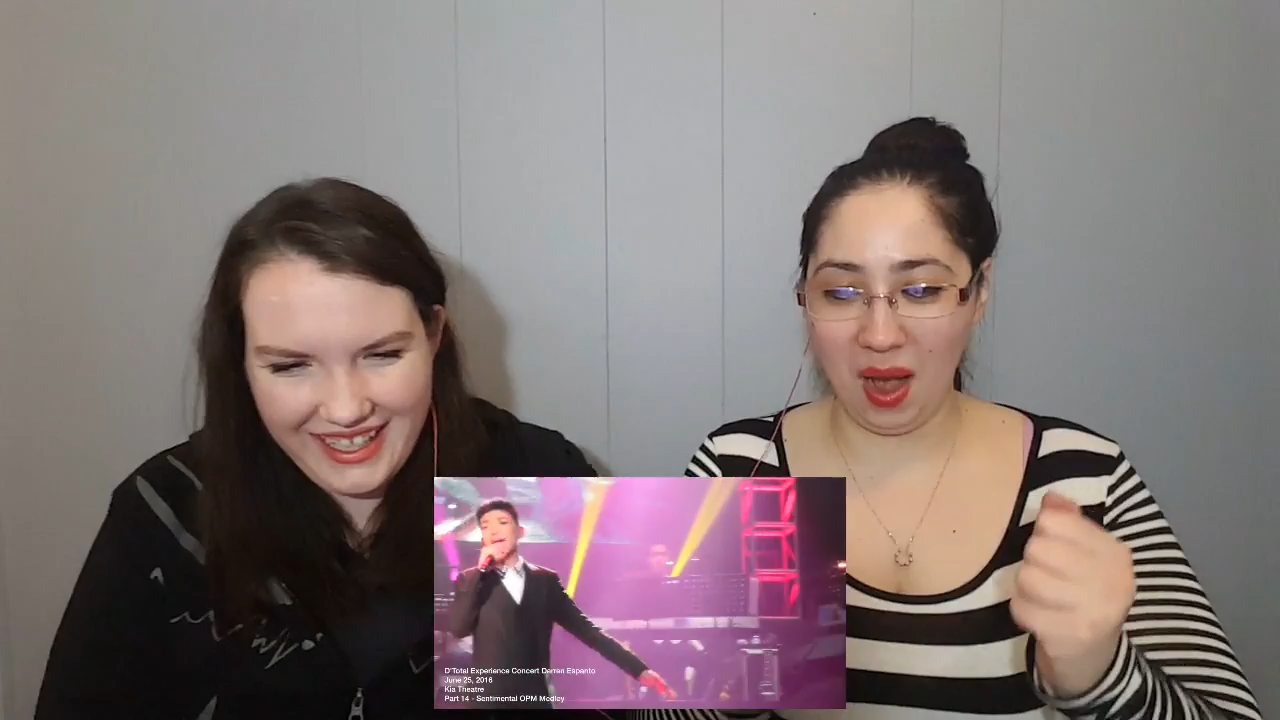 D'Total Experience Concert Darren Espanto
June 25, 2016
Kia Theatre
Part 14 - Sentimental OPM Medley